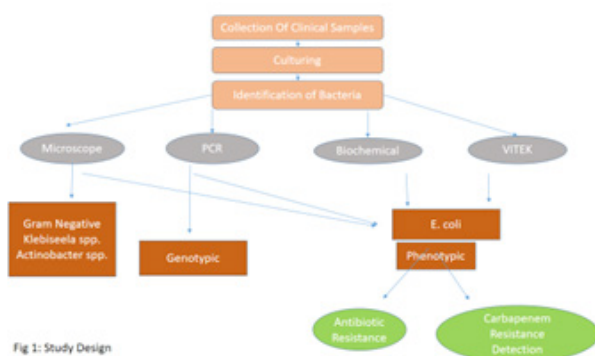 Collection Of Clinical Samples
Culturing
Identification of Bacteria
Microscope
PCR
Biochemical
VITEK
Gram Negative
Klebiseela spp.
Actinobacter spp.
Genotypic
E. coli
Phenotypic
Antibiotic
Resistance
Carbapenem
Resistance
Detection
Fig 1: Study Design